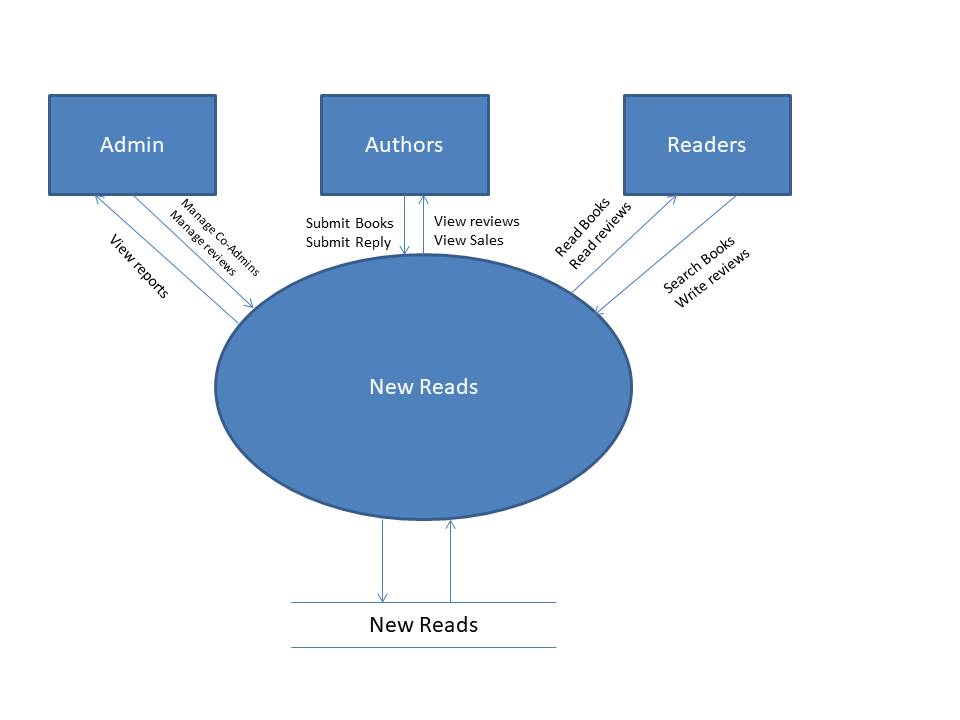 Admin
Authors
Readers
Manage Co-Admins
Manage reviews
View reports
Submit Books
Submit Reply
View reviews
View Sales
Read Books
Read reviews
Search Books
Write reviews
New Reads
New Reads